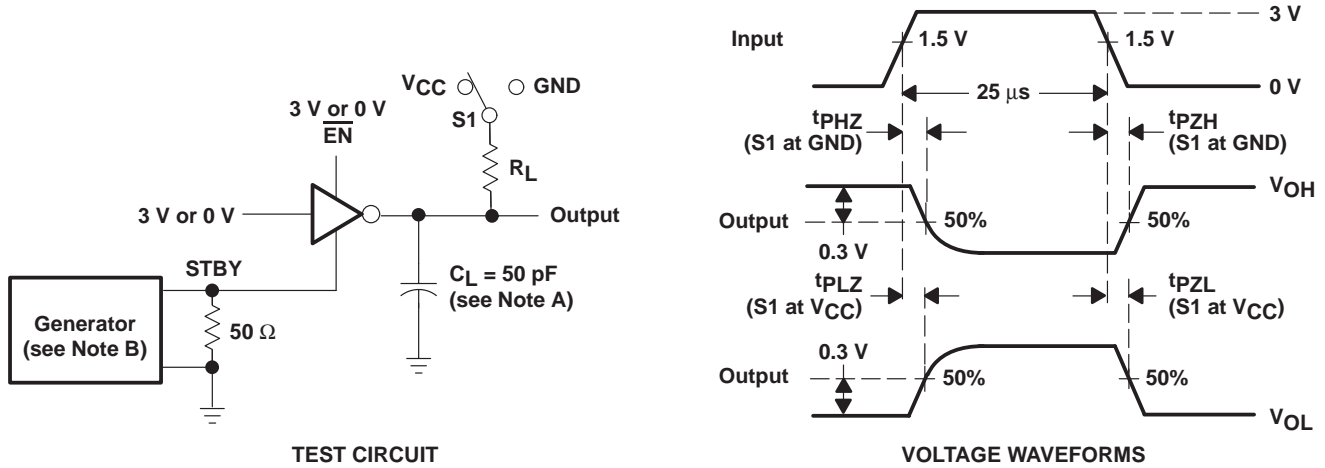 VCC
GND
S1
3 V or 0 V
EN
RL
3 V or 0 V
Output
STBY
CL = 50 pF
(see Note A)
Generator
(see Note B)
50 Ω
TEST CIRCUIT
Input
3 V
1.5 V
1.5 V
0 V
25 μs
tPHZ
(S1 at GND)
tPZH
(S1 at GND)
VOH
Output
50%
50%
0.3 V
tPLZ
(S1 at VCC)
tPZL
(S1 at VCC)
0.3 V
Output
50%
50%
VOL
VOLTAGE WAVEFORMS